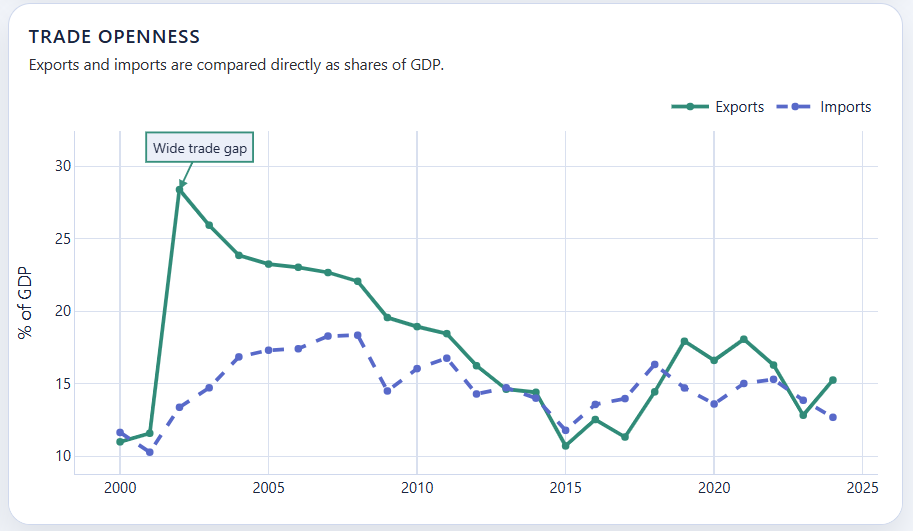 TRADE OPENNESS
Exports and imports are compared directly as shares of GDP.
Exports
Imports
Wide trade gap
30
25
20
15
10
% of GDP
2000
2005
2010
2015
2020
2025